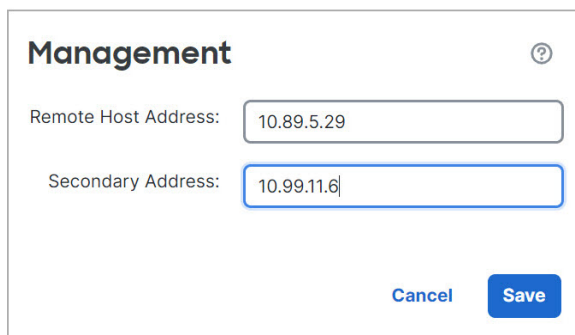 Management
Remote Host Address: 10.89.5.29
Secondary Address: 10.99.11.6
Cancel Save